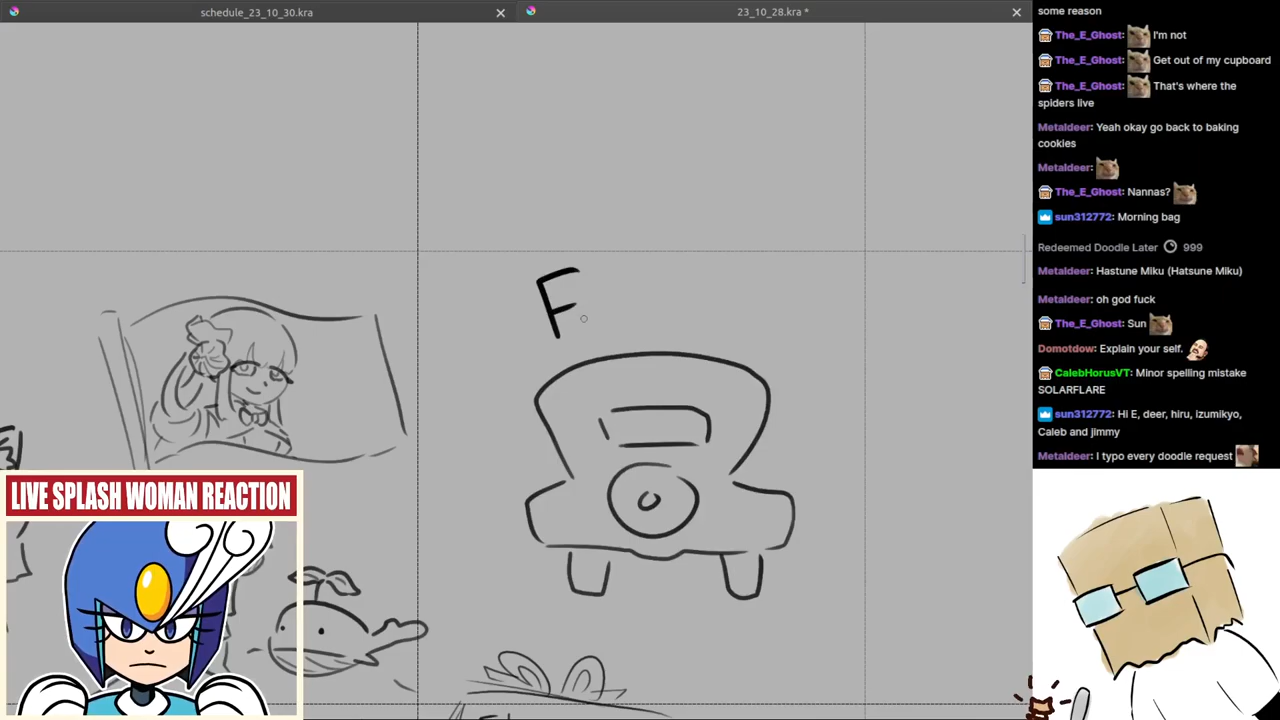 schedule_23_10_30.kra
23_10_28.kra *
F
LIVE SPLASH WOMAN REACTION
some reason
The_E_Ghost: I'm not
The_E_Ghost: Get out of my cupboard
The_E_Ghost: That's where the
spiders live
Metaldeer: Yeah okay go back to baking
cookies
Metaldeer:
The_E_Ghost: Nannas?
sun312772: Morning bag
Redeemed Doodle Later 999
Metaldeer: Hastune Miku (Hatsune Miku)
Metaldeer: oh god fuck
The_E_Ghost: Sun
Domotdow: Explain your self.
CalebHorusVT: Minor spelling mistake
SOLARFLARE
sun312772: Hi E, deer, hiru, izumikyo,
Caleb and jimmy
Metaldeer: I typo every doodle request